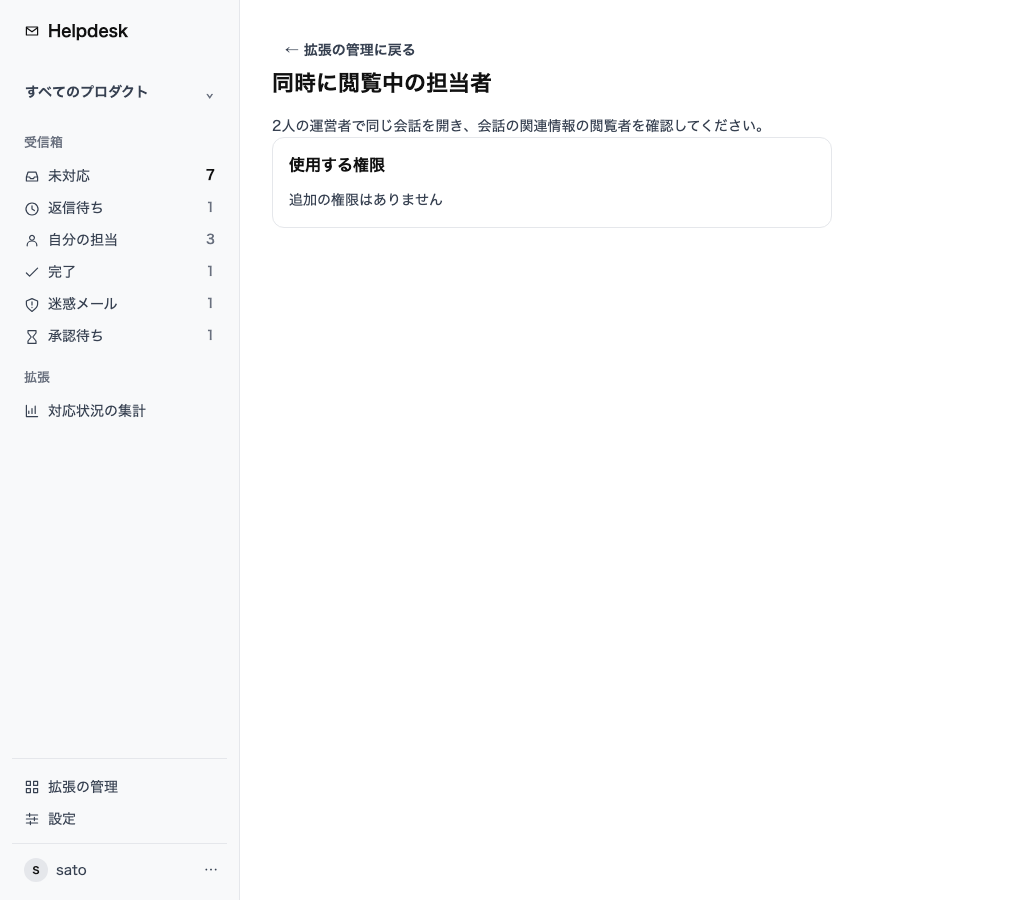 Helpdesk
すべてのプロダクト
受信箱
未対応 7
返信待ち 1
自分の担当 3
完了 1
迷惑メール 1
承認待ち 1
拡張
対応状況の集計
拡張の管理
設定
S sato ...
← 拡張の管理に戻る
同時に閲覧中の担当者
2人の運営者で同じ会話を開き、会話の関連情報の閲覧者を確認してください。
使用する権限
追加の権限はありません